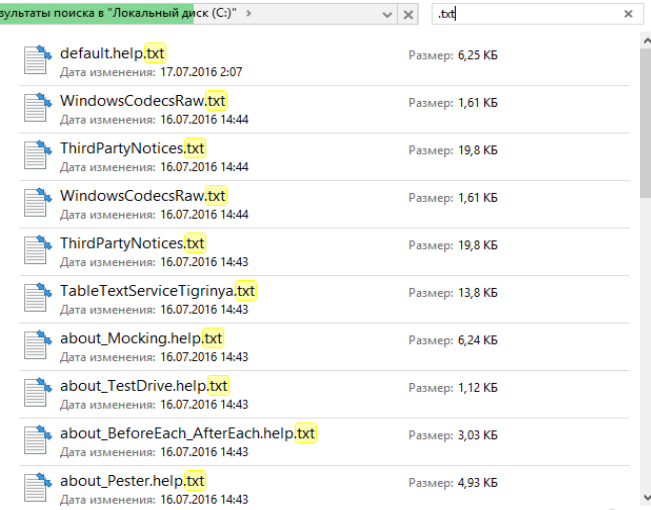 зультаты поиска в "Локальный диск (C:)" .txt
default.help.txt Размер: 6,25 КБ
Дата изменения: 17.07.2016 2:07
WindowsCodecsRaw.txt Размер: 1,61 КБ
Дата изменения: 16.07.2016 14:44
ThirdPartyNotices.txt Размер: 19,8 КБ
Дата изменения: 16.07.2016 14:44
WindowsCodecsRaw.txt Размер: 1,61 КБ
Дата изменения: 16.07.2016 14:44
ThirdPartyNotices.txt Размер: 19,8 КБ
Дата изменения: 16.07.2016 14:43
TableTextServiceTigrinya.txt Размер: 13,8 КБ
Дата изменения: 16.07.2016 14:43
about_Mocking.help.txt Размер: 6,24 КБ
Дата изменения: 16.07.2016 14:43
about_TestDrive.help.txt Размер: 1,12 КБ
Дата изменения: 16.07.2016 14:43
about_BeforeEach_AfterEach.help.txt Размер: 3,03 КБ
Дата изменения: 16.07.2016 14:43
about_Pester.help.txt Размер: 4,93 КБ
Дата изменения: 16.07.2016 14:43